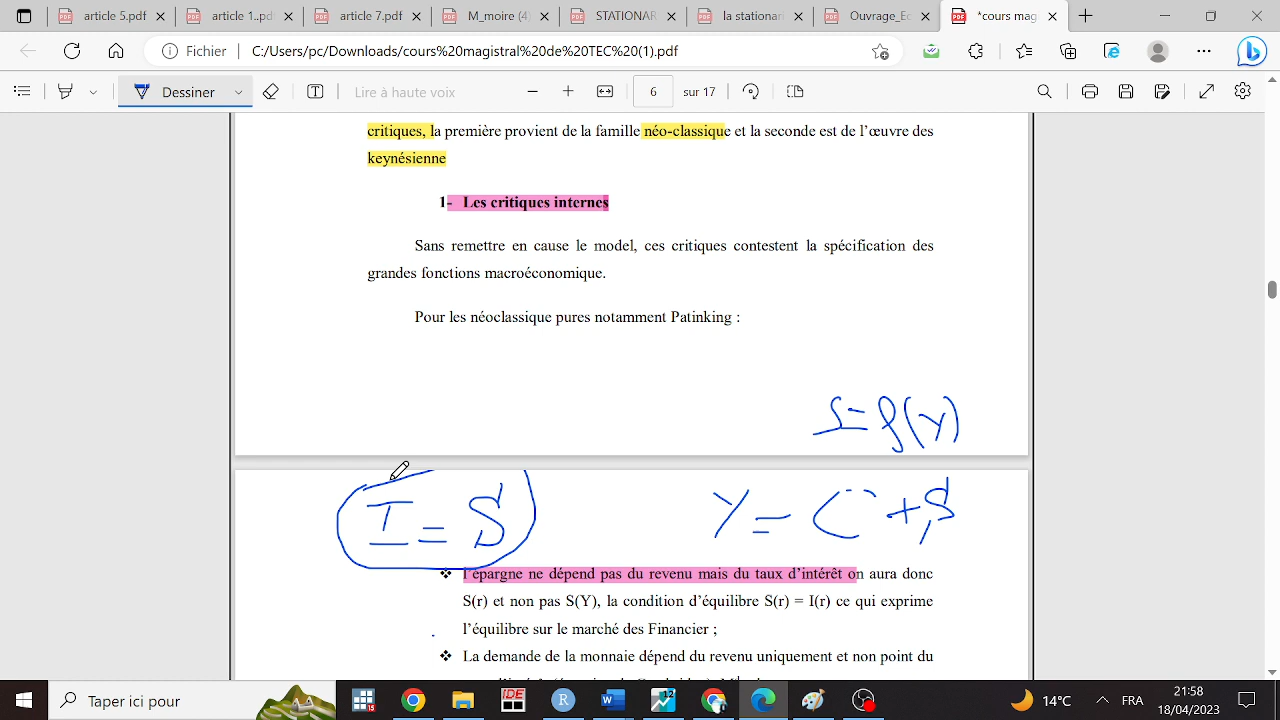 article 5.pdf
article 1..pd
article 7.pdf
M_moire (4)
STATIONAR
la stationar
Ouvrage_Ec
*cours mag
Fichier C:/Users/pc/Downloads/cours%20magistral%20de%20TEC%20(1).pdf
Dessiner Lire à haute voix 6 sur 17
critiques, la première provient de la famille néo-classique et la seconde est de l’œuvre des
keynésienne
1- Les critiques internes
Sans remettre en cause le model, ces critiques contestent la spécification des
grandes fonctions macroéconomique.
Pour les néoclassique pures notamment Patinking :
S = f(Y)
I = S
Y = C + S
❖ l’épargne ne dépend pas du revenu mais du taux d’intérêt on aura donc
S(r) et non pas S(Y), la condition d’équilibre S(r) = I(r) ce qui exprime
l’équilibre sur le marché des Financier ;
❖ La demande de la monnaie dépend du revenu uniquement et non point du
Taper ici pour
15
IDE
R
12
14°C
FRA
21:58
18/04/2023